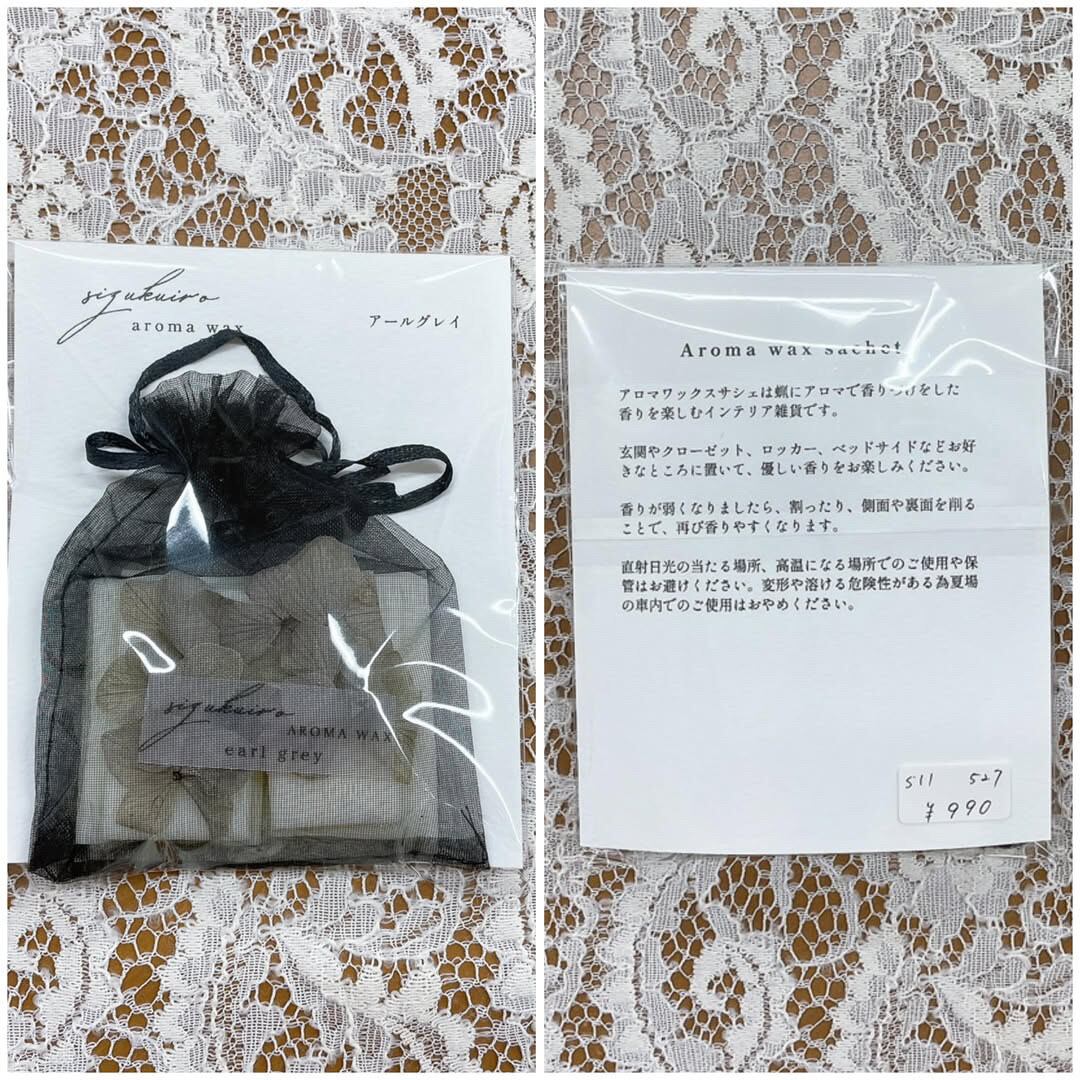 sizukuiro
aroma wax
アールグレイ
sizukuiro
AROMA WAX
earl grey
Aroma wax sachet
アロマワックスサシェは蝋にアロマで香りづけをした
香りを楽しむインテリア雑貨です。
玄関やクローゼット、ロッカー、ベッドサイドなどお好
きなところに置いて、優しい香りをお楽しみください。
香りが弱くなりましたら、割ったり、側面や裏面を削る
ことで、再び香りやすくなります。
直射日光の当たる場所、高温になる場所でのご使用や保
管はお避けください。変形や溶ける危険性がある為夏場
の車内でのご使用はおやめください。
S11 527
¥990